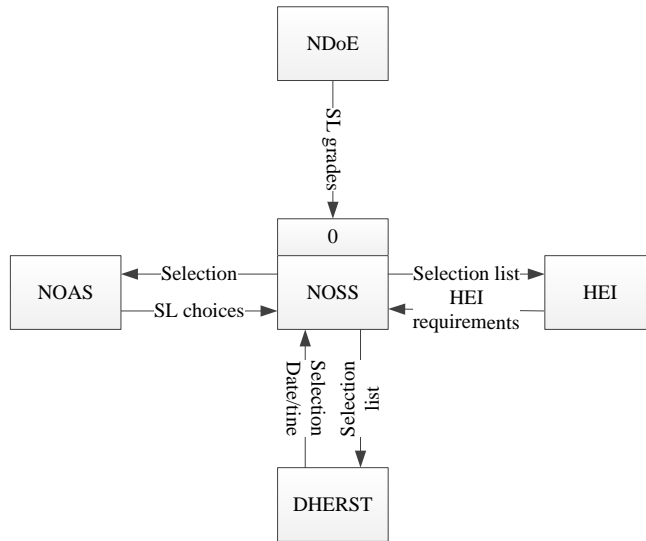 NDoE
SL grades
0
Selection
Selection list
NOAS
NOSS
HEI
SL choices
HEI
requirements
Selection
Date/tine
Selection
list
DHERST